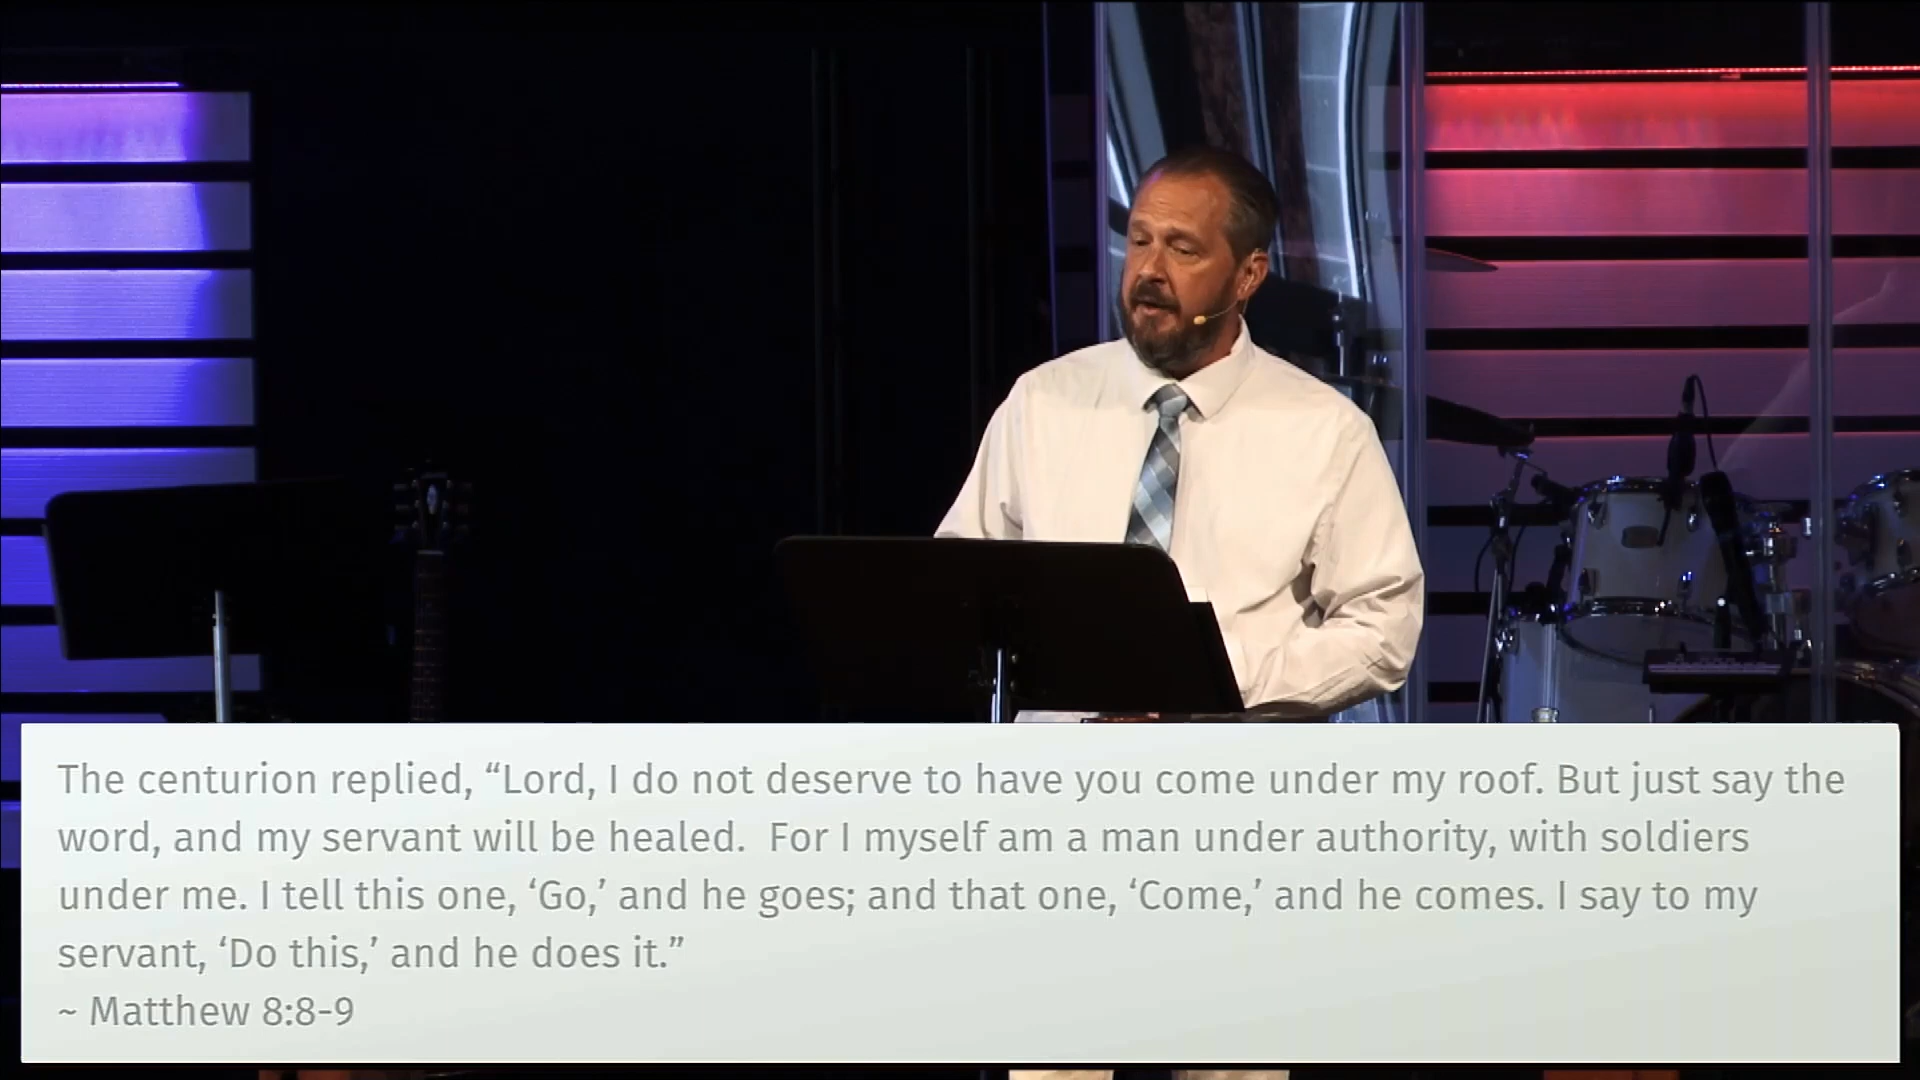 The centurion replied, “Lord, I do not deserve to have you come under my roof. But just say the
word, and my servant will be healed.  For I myself am a man under authority, with soldiers
under me. I tell this one, ‘Go,’ and he goes; and that one, ‘Come,’ and he comes. I say to my
servant, ‘Do this,’ and he does it.”
~ Matthew 8:8-9